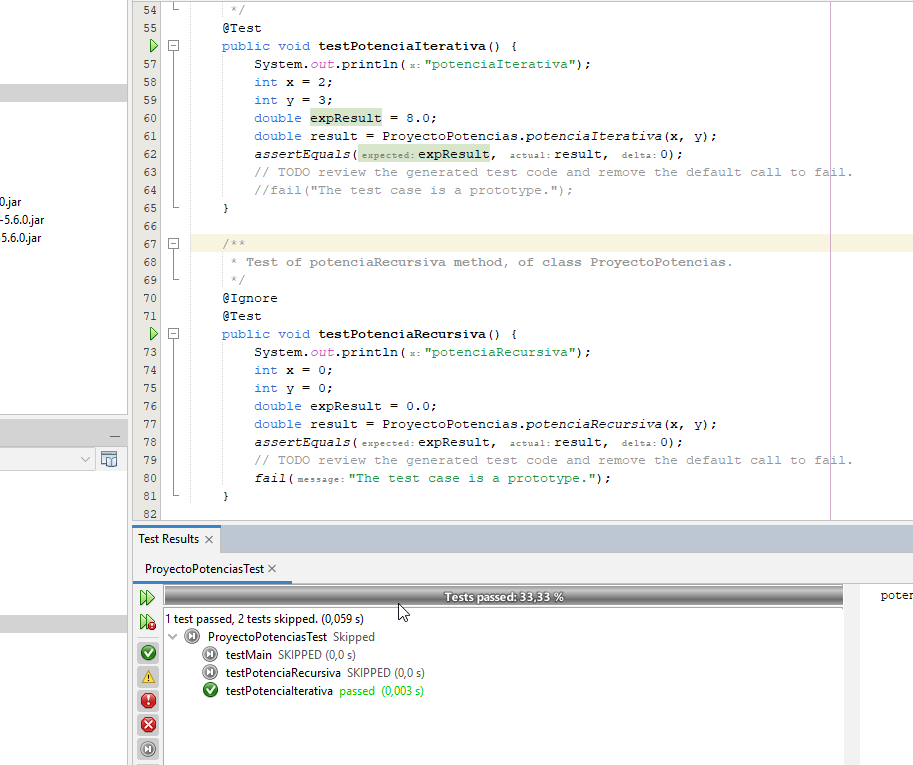 54 */
55 @Test
public void testPotenciaIterativa() {
57 System.out.println(x: "potenciaIterativa");
58 int x = 2;
59 int y = 3;
60 double expResult = 8.0;
61 double result = ProyectoPotencias.potenciaIterativa(x, y);
62 assertEquals(expected: expResult, actual: result, delta: 0);
63 // TODO review the generated test code and remove the default call to fail.
64 //fail("The test case is a prototype.");
65 }
66
67 /**
68 * Test of potenciaRecursiva method, of class ProyectoPotencias.
69 */
70 @Ignore
71 @Test
public void testPotenciaRecursiva() {
73 System.out.println(x: "potenciaRecursiva");
74 int x = 0;
75 int y = 0;
76 double expResult = 0.0;
77 double result = ProyectoPotencias.potenciaRecursiva(x, y);
78 assertEquals(expected: expResult, actual: result, delta: 0);
79 // TODO review the generated test code and remove the default call to fail.
80 fail(message: "The test case is a prototype.");
81 }
82
0.jar
-5.6.0.jar
5.6.0.jar
Test Results
ProyectoPotenciasTest
Tests passed: 33,33 %
poten
1 test passed, 2 tests skipped. (0,059 s)
ProyectoPotenciasTest Skipped
testMain SKIPPED (0,0 s)
testPotenciaRecursiva SKIPPED (0,0 s)
testPotenciaIterativa passed (0,003 s)